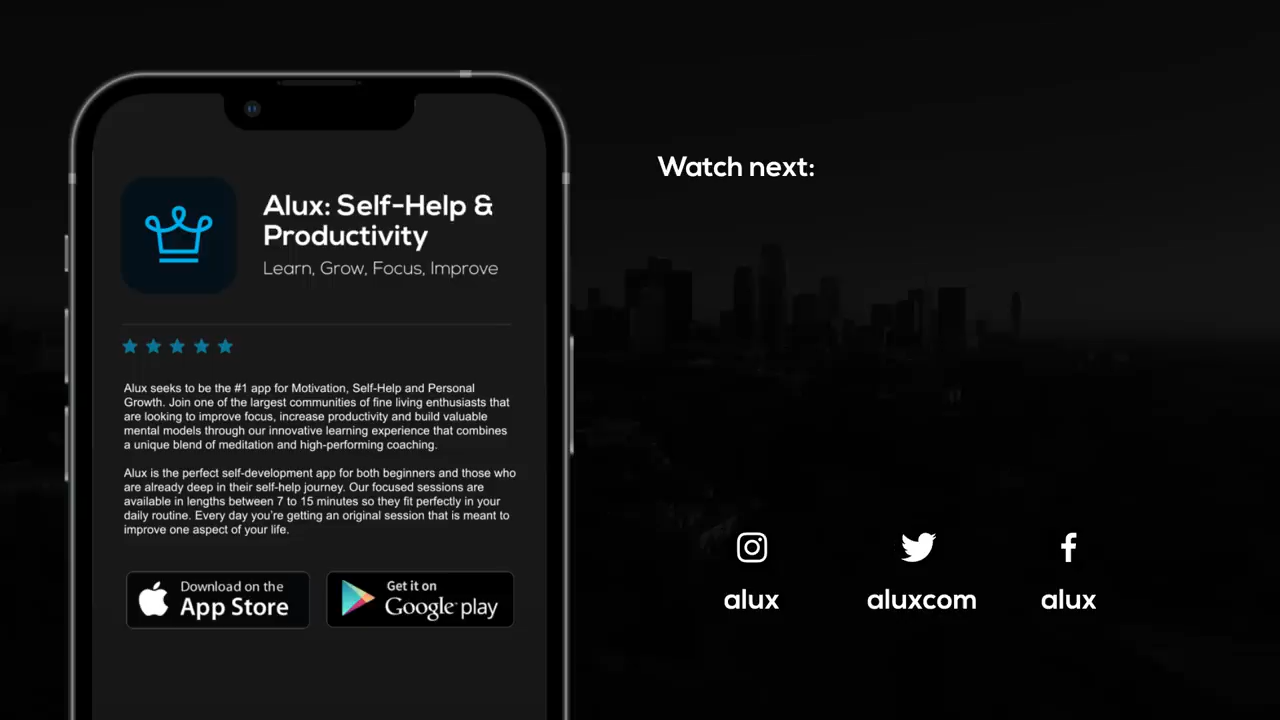 Alux: Self-Help &
Productivity
Learn, Grow, Focus, Improve
Alux seeks to be the #1 app for Motivation, Self-Help and Personal
Growth. Join one of the largest communities of fine living enthusiasts that
are looking to improve focus, increase productivity and build valuable
mental models through our innovative learning experience that combines
a unique blend of meditation and high-performing coaching.
Alux is the perfect self-development app for both beginners and those who
are already deep in their self-help journey. Our focused sessions are
available in lengths between 7 to 15 minutes so they fit perfectly in your
daily routine. Every day you're getting an original session that is meant to
improve one aspect of your life.
Download on the
App Store
Get it on
Google play
Watch next:
alux
aluxcom
alux